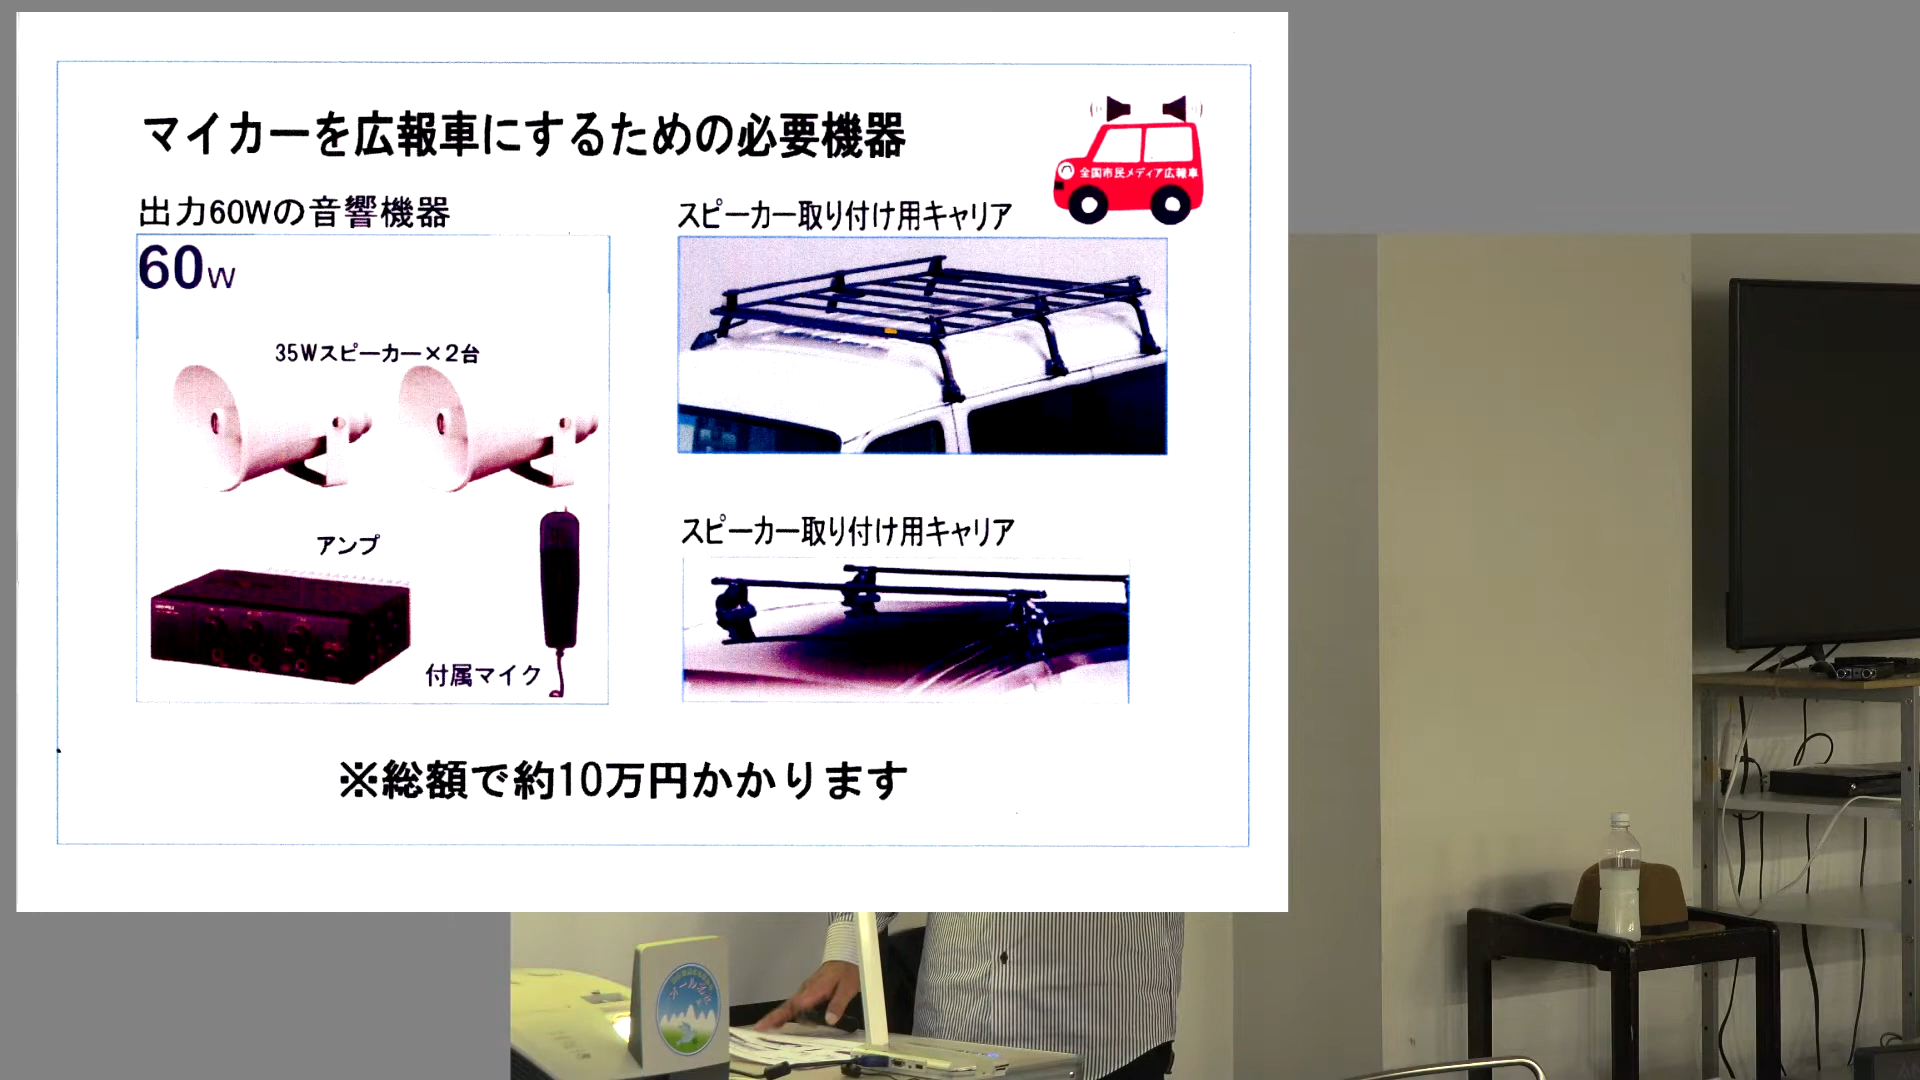 マイカーを広報車にするための必要機器
全国市民メディア広報車
出力60Wの音響機器
60W
35Wスピーカー×2台
アンプ
付属マイク
スピーカー取り付け用キャリア
スピーカー取り付け用キャリア
※総額で約10万円かかります